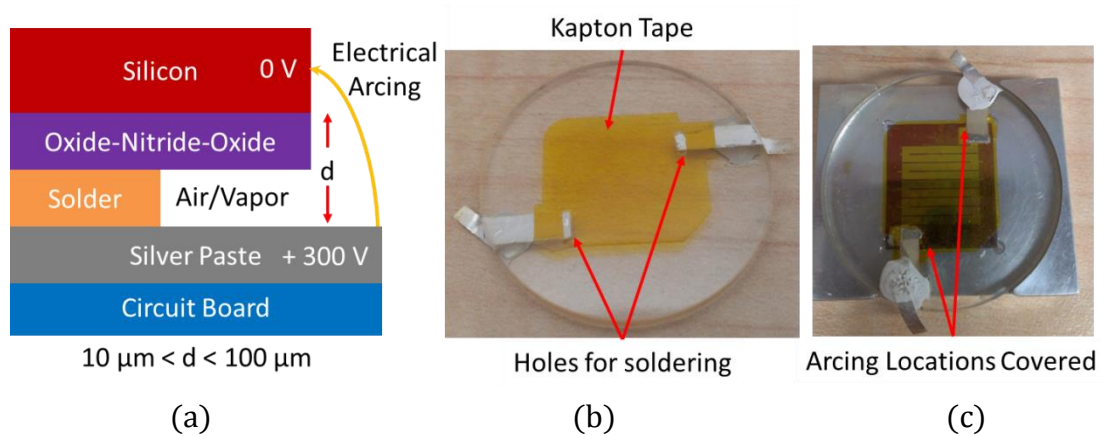 Silicon 0 V
Electrical
Arcing
Oxide-Nitride-Oxide
d
Solder
Air/Vapor
Silver Paste + 300 V
Circuit Board
10 μm < d < 100 μm
(a)
Kapton Tape
Holes for soldering
(b)
Arcing Locations Covered
(c)